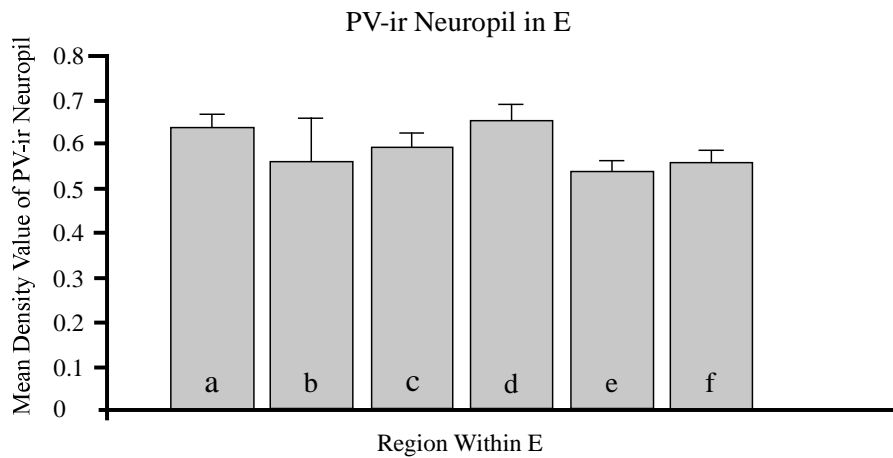 PV-ir Neuropil in E
Mean Density Value of PV-ir Neuropil
0.8
0.7
0.6
0.5
0.4
0.3
0.2
0.1
0
a b c d e f
Region Within E